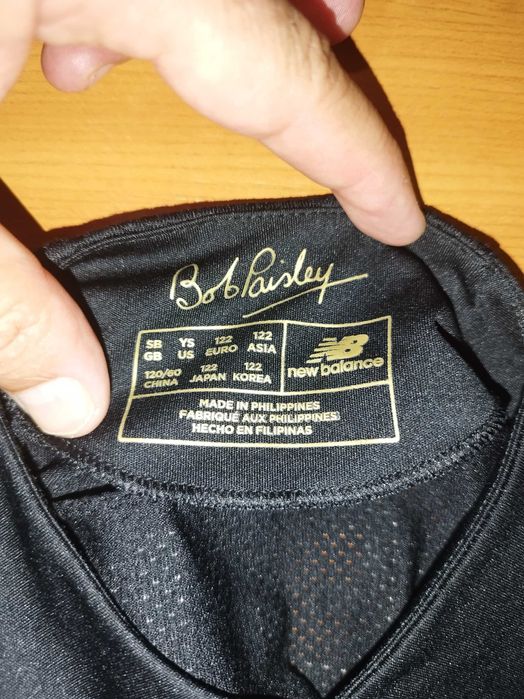 Bob Paisley
SB YS 122 122
GB US EURO ASIA
120/60 122 122
CHINA JAPAN KOREA
NB
new balance
MADE IN PHILIPPINES
FABRIQUÉ AUX PHILIPPINES
HECHO EN FILIPINAS